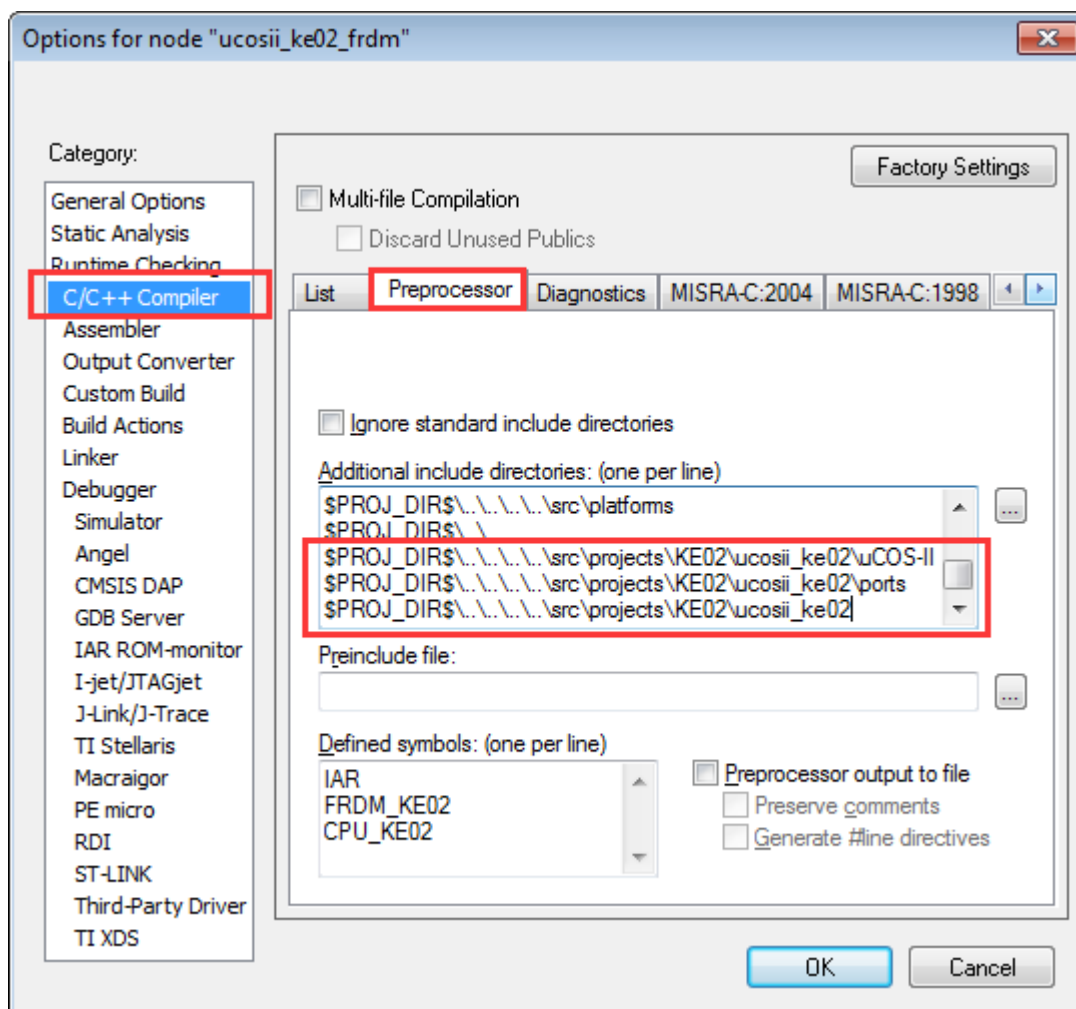 Options for node "ucosii_ke02_frdm"
Category:
Factory Settings
General Options
Static Analysis
Runtime Checking
C/C++ Compiler
Assembler
Output Converter
Custom Build
Build Actions
Linker
Debugger
Simulator
Angel
CMSIS DAP
GDB Server
IAR ROM-monitor
I-jet/JTAGjet
J-Link/J-Trace
TI Stellaris
Macraigor
PE micro
RDI
ST-LINK
Third-Party Driver
TI XDS
Multi-file Compilation
Discard Unused Publics
List Preprocessor Diagnostics MISRA-C:2004 MISRA-C:1998
Ignore standard include directories
Additional include directories: (one per line)
$PROJ_DIR$\..\..\..\..\src\platforms
$PROJ_DIR$\..\
$PROJ_DIR$\..\..\..\..\src\projects\KE02\ucosii_ke02\uCOS-II
$PROJ_DIR$\..\..\..\..\src\projects\KE02\ucosii_ke02\ports
$PROJ_DIR$\..\..\..\..\src\projects\KE02\ucosii_ke02
...
Preinclude file:
...
Defined symbols: (one per line)
IAR
FRDM_KE02
CPU_KE02
Preprocessor output to file
Preserve comments
Generate #line directives
OK Cancel